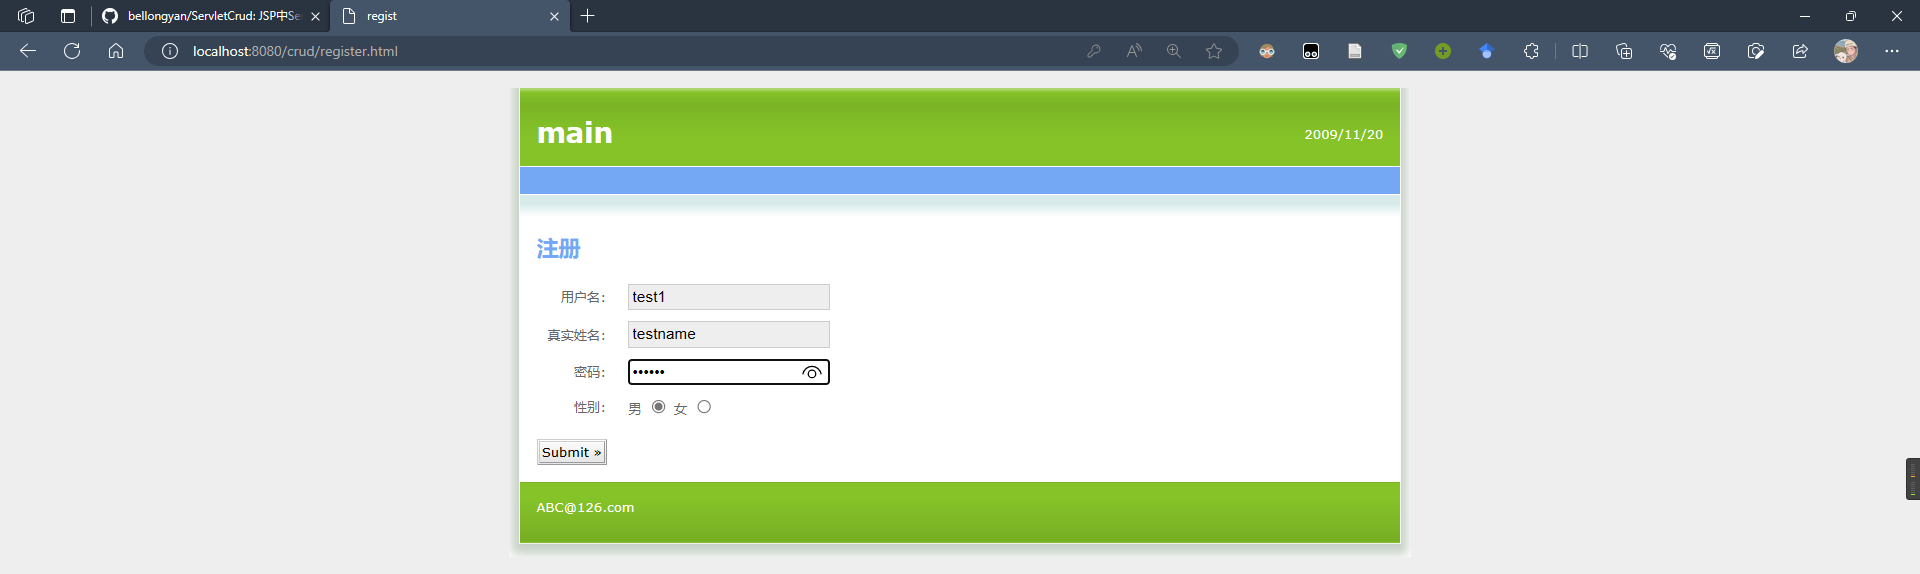 bellongyan/ServletCrud: JSP中Se
regist
localhost:8080/crud/register.html
main
2009/11/20
注册
用户名:
test1
真实姓名:
testname
密码:
••••••
性别:
男 女
Submit »
ABC@126.com